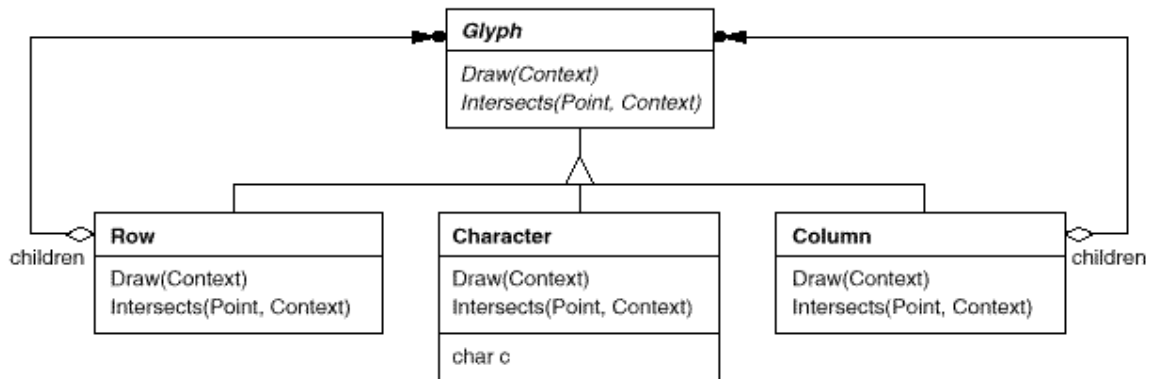 Glyph
Draw(Context)
Intersects(Point, Context)
children
Row
Draw(Context)
Intersects(Point, Context)
Character
Draw(Context)
Intersects(Point, Context)
char c
Column
Draw(Context)
Intersects(Point, Context)
children